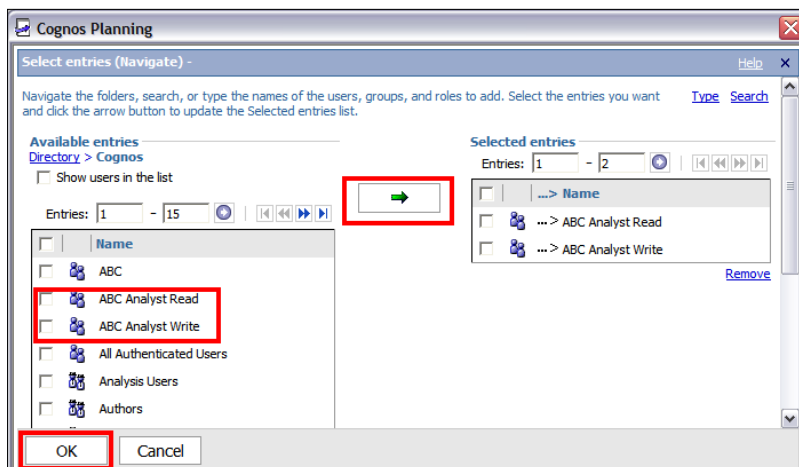 Cognos Planning
Select entries (Navigate) -
Help
Navigate the folders, search, or type the names of the users, groups, and roles to add. Select the entries you want
and click the arrow button to update the Selected entries list.
Type Search
Available entries
Directory > Cognos
Show users in the list
Entries: 1 - 15
Name
ABC
ABC Analyst Read
ABC Analyst Write
All Authenticated Users
Analysis Users
Authors
Selected entries
Entries: 1 - 2
...> Name
...> ABC Analyst Read
...> ABC Analyst Write
Remove
OK Cancel